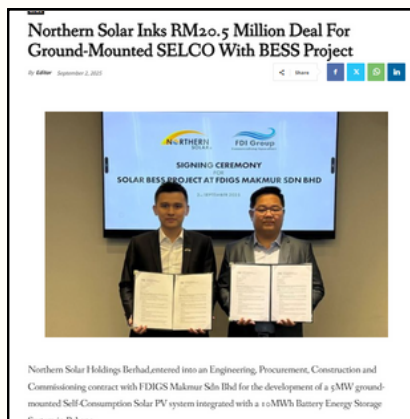 Northern Solar Inks RM20.5 Million Deal For
Ground-Mounted SELCO With BESS Project
By Editor September 2, 2025
Share
NORTHERN
SOLAR
FDI Group
SIGNING CEREMONY
FOR
SOLAR BESS PROJECT AT FDIGS MAKMUR SDN BHD
2025
Northern Solar Holdings Berhad,entered into an Engineering, Procurement, Construction and
Commissioning contract with FDIGS Makmur Sdn Bhd for the development of a 5MW ground-
mounted Self-Consumption Solar PV system integrated with a 10MWh Battery Energy Storage